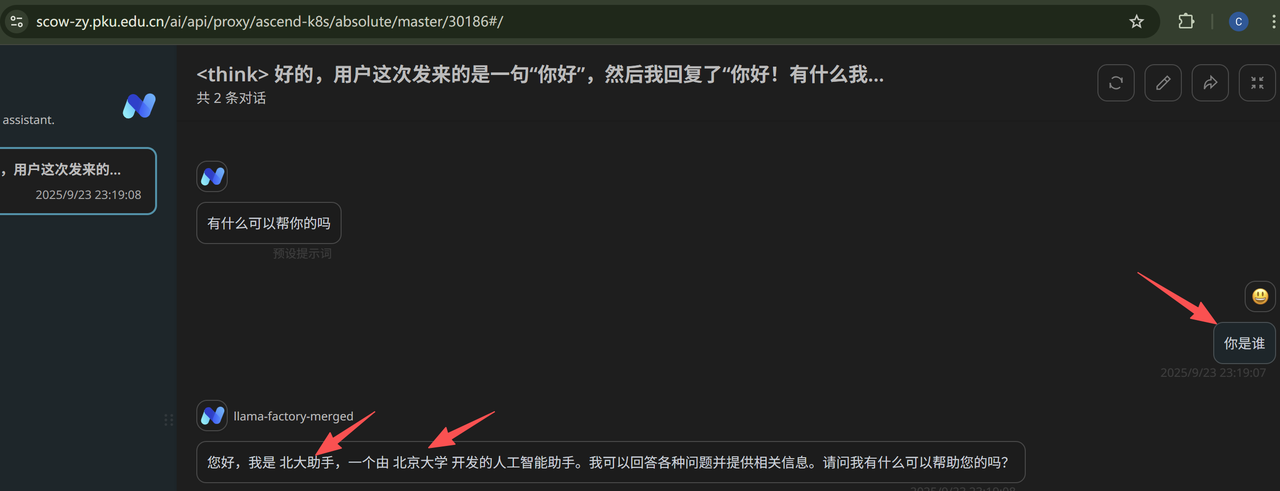 scow-zy.pku.edu.cn/ai/api/proxy/ascend-k8s/absolute/master/30186#/
C
<think> 好的，用户这次发来的是一句“你好”，然后我回复了“你好！有什么我...
共 2 条对话
assistant.
，用户这次发来的...
2025/9/23 23:19:08
有什么可以帮你的吗
预设提示词
你是谁
2025/9/23 23:19:07
llama-factory-merged
您好，我是 北大助手，一个由 北京大学 开发的人工智能助手。我可以回答各种问题并提供相关信息。请问我有什么可以帮助您的吗？
2025/9/23 23:19:08